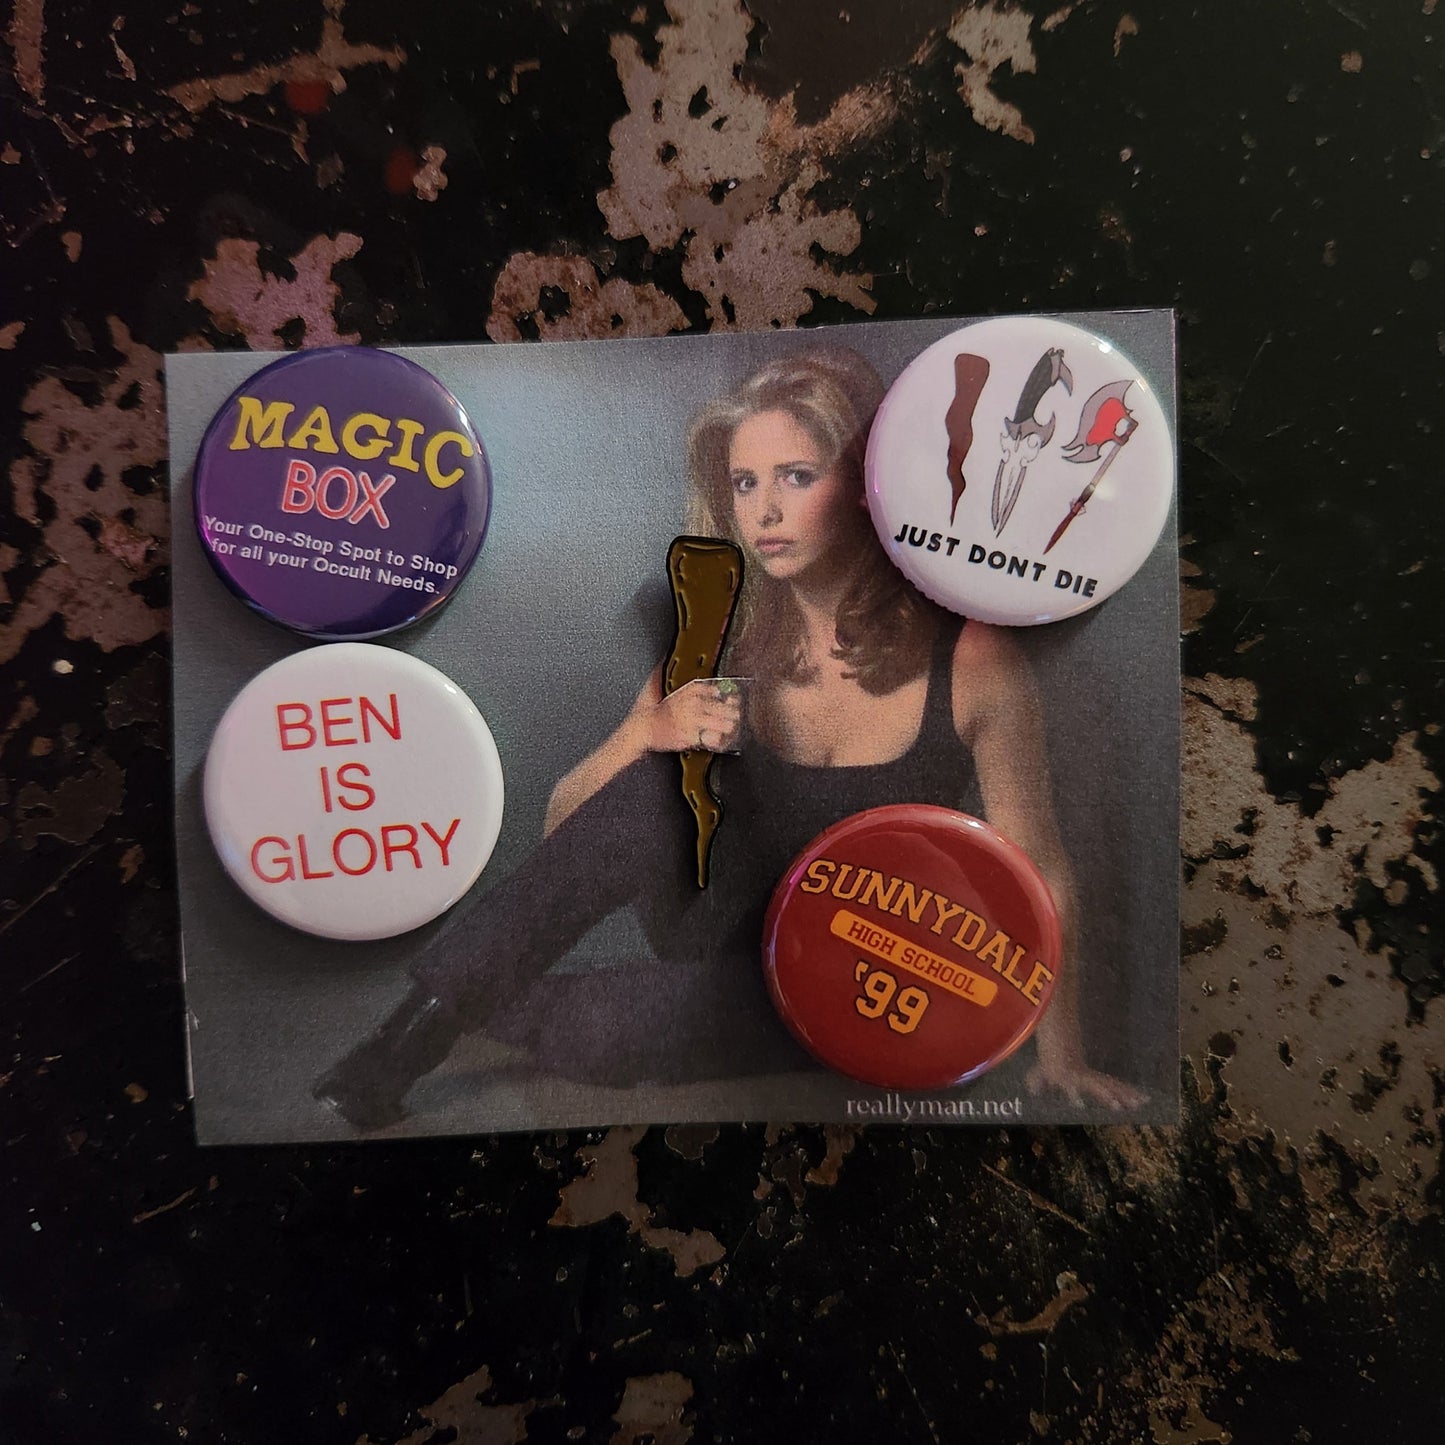 MAGIC
BOX
Your One-Stop Spot to Shop
for all your Occult Needs.
JUST DONT DIE
BEN
IS
GLORY
SUNNYDALE
HIGH SCHOOL
'99
reallyman.net